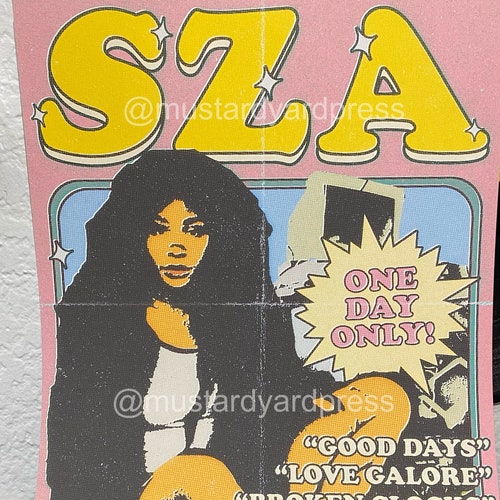 SZA
@mustardyardpress
ONE
DAY
ONLY!
@mustardyardpress
“GOOD DAYS”
“LOVE GALORE”